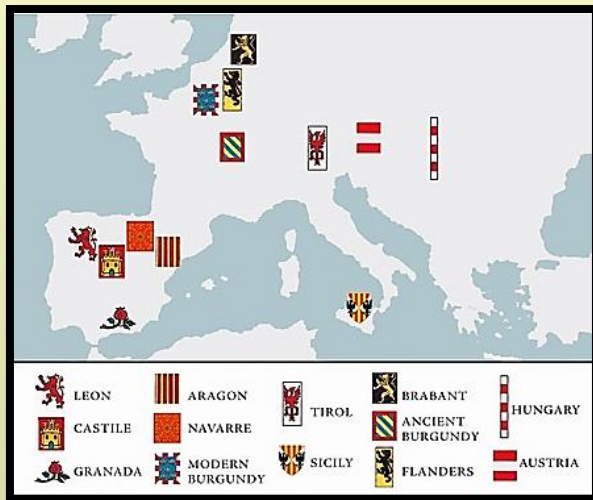 LEON
CASTILE
GRANADA
ARAGON
NAVARRE
MODERN
BURGUNDY
TIROL
SICILY
BRABANT
ANCIENT
BURGUNDY
FLANDERS
HUNGARY
AUSTRIA